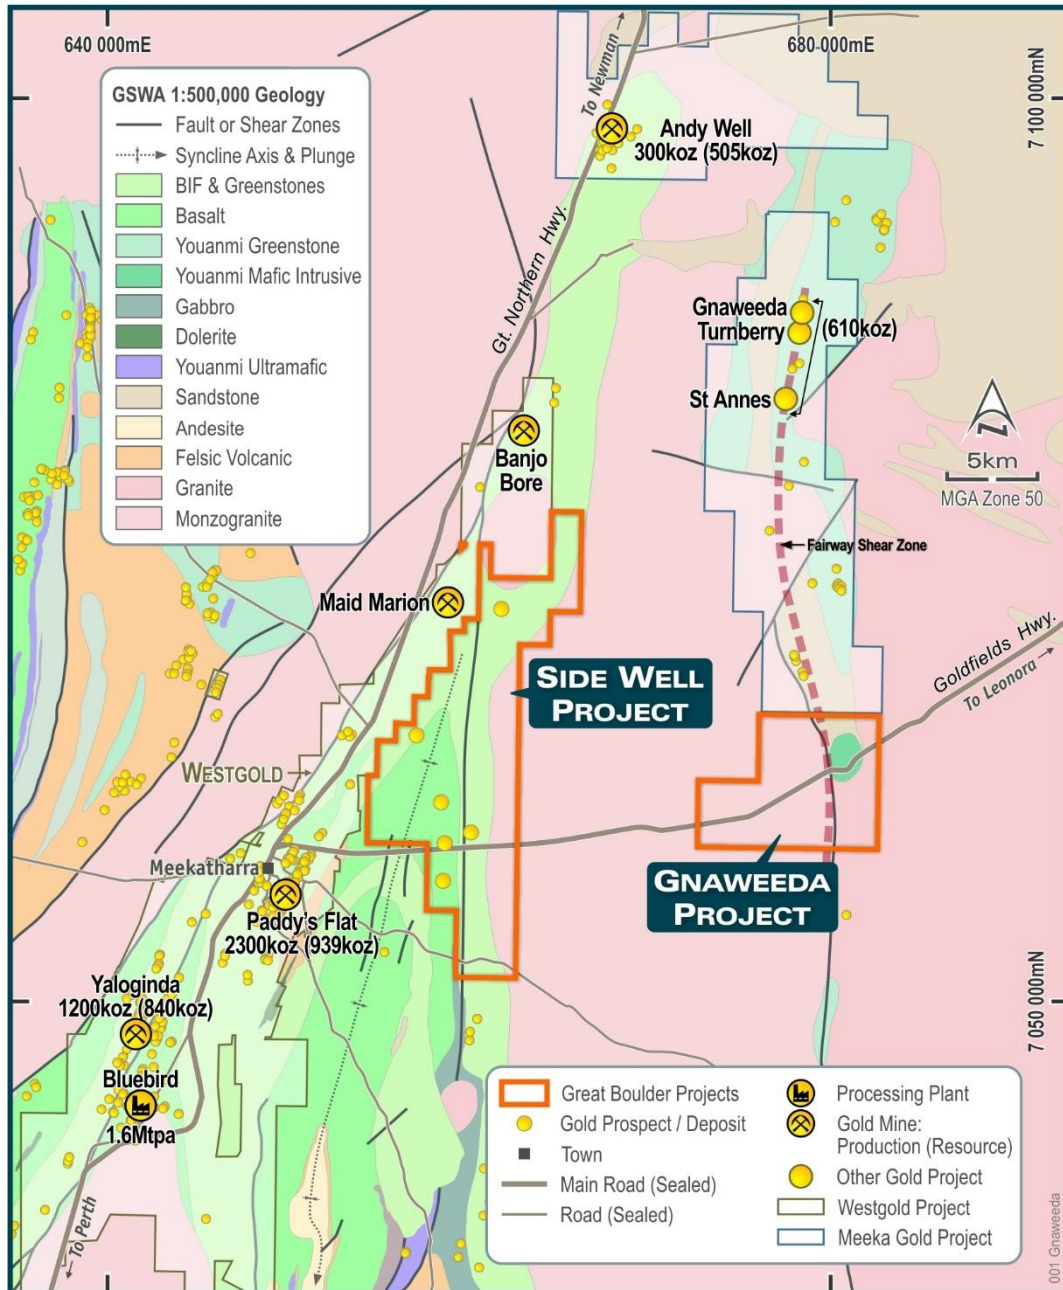 640 000mE
680 000mE
7 100 000mN
7 050 000mN
GSWA 1:500,000 Geology
Fault or Shear Zones
Syncline Axis & Plunge
BIF & Greenstones
Basalt
Youanmi Greenstone
Youanmi Mafic Intrusive
Gabbro
Dolerite
Youanmi Ultramafic
Sandstone
Andesite
Felsic Volcanic
Granite
Monzogranite
To Newman
Andy Well
300koz (505koz)
Gt. Northern Hwy.
Gnaweeda
Turnberry
(610koz)
St Annes
N
5km
MGA Zone 50
Banjo
Bore
Fairway Shear Zone
Maid Marion
Goldfields Hwy.
To Leonora
SIDE WELL
PROJECT
WESTGOLD
Meekatharra
GNAWEEDA
PROJECT
Paddy's Flat
2300koz (939koz)
Yaloginda
1200koz (840koz)
Bluebird
1.6Mtpa
To Perth
Great Boulder Projects
Gold Prospect / Deposit
Town
Main Road (Sealed)
Road (Sealed)
Processing Plant
Gold Mine:
Production (Resource)
Other Gold Project
Westgold Project
Meeka Gold Project
001 Gnaweeda